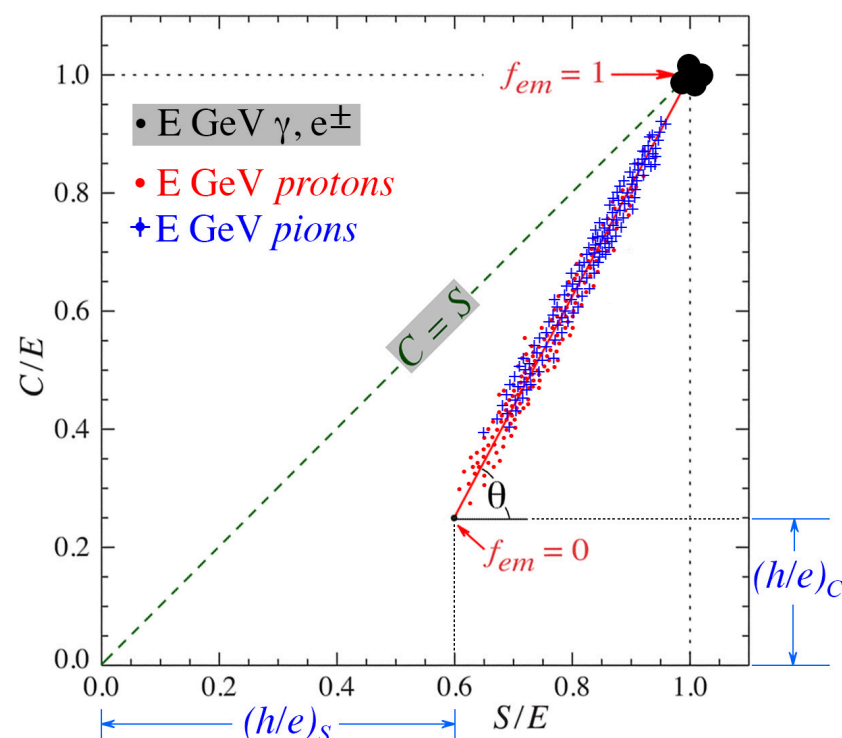 1.0
0.8
0.6
0.4
0.2
0.0
C/E
f_em = 1
• E GeV γ, e±
• E GeV protons
E GeV pions
C = S
θ
f_em = 0
(h/e)_C
0.0 0.2 0.4 0.6 0.8 1.0
(h/e)_S
S/E